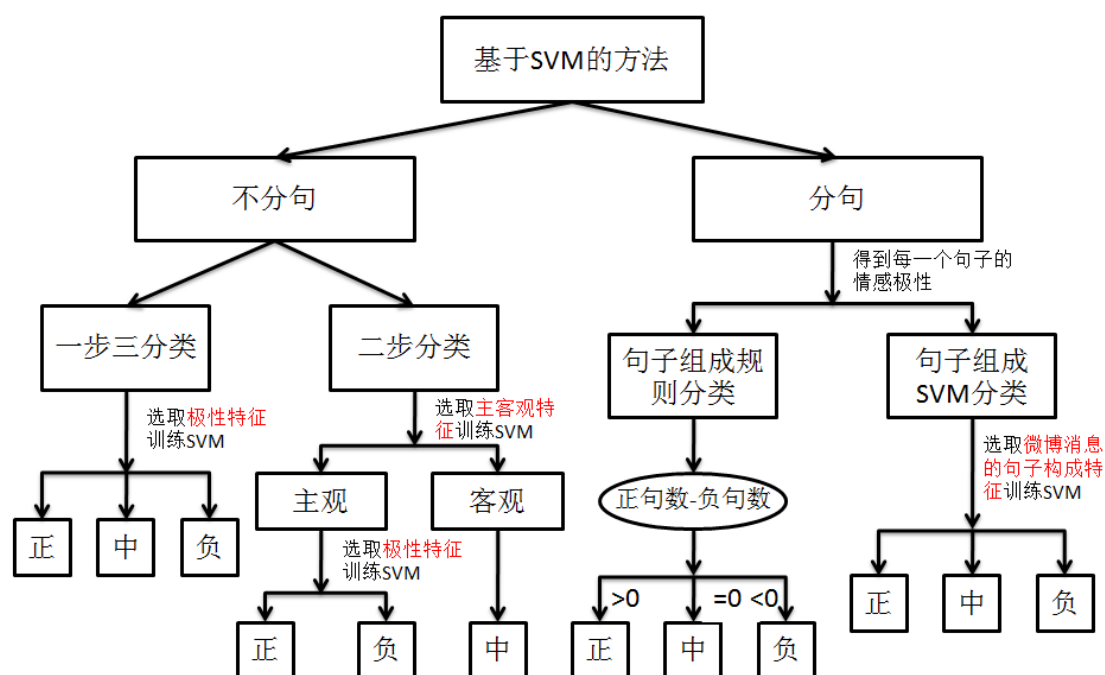 基于SVM的方法
不分句
分句
得到每一个句子的
情感极性
一步三分类
二步分类
句子组成规
则分类
句子组成
SVM分类
选取极性特征
训练SVM
选取主客观特
征训练SVM
选取微博消息
的句子构成特
征训练SVM
主观
客观
正句数-负句数
正
中
负
选取极性特征
训练SVM
>0
=0
<0
正
中
负
正
负
中
正
中
负